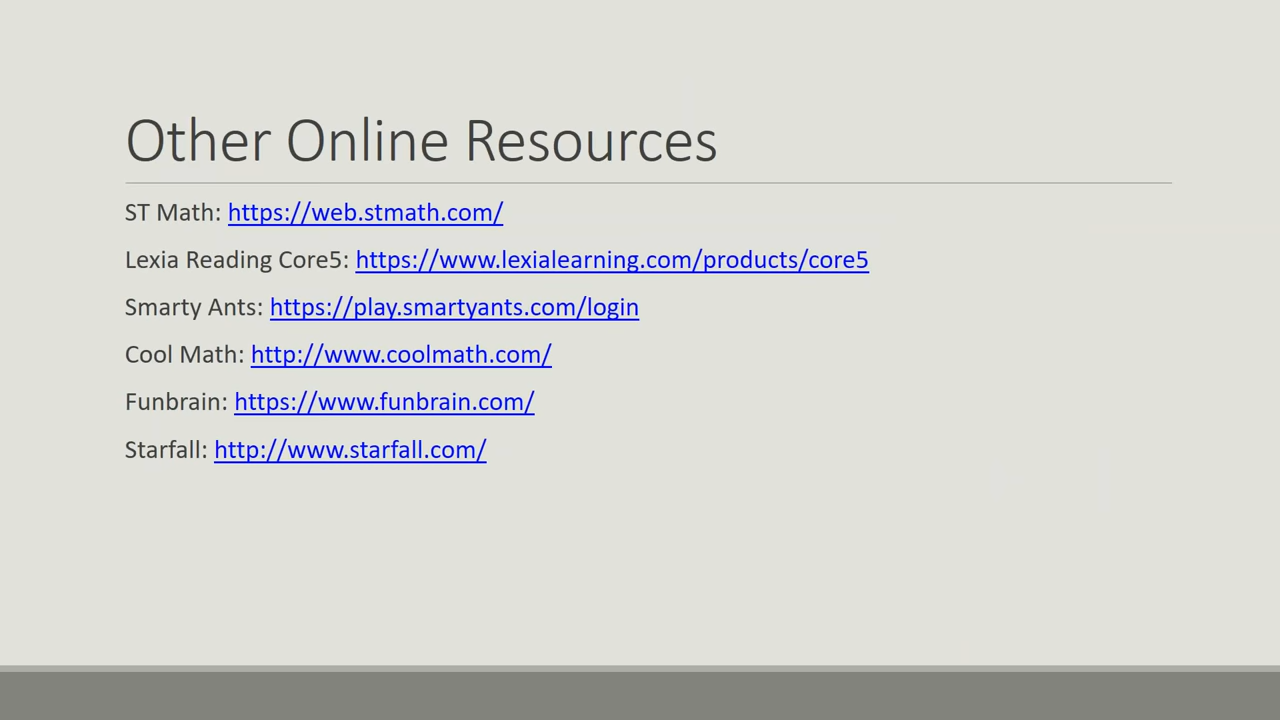 Other Online Resources
ST Math: https://web.stmath.com/
Lexia Reading Core5: https://www.lexialearning.com/products/core5
Smarty Ants: https://play.smartyants.com/login
Cool Math: http://www.coolmath.com/
Funbrain: https://www.funbrain.com/
Starfall: http://www.starfall.com/